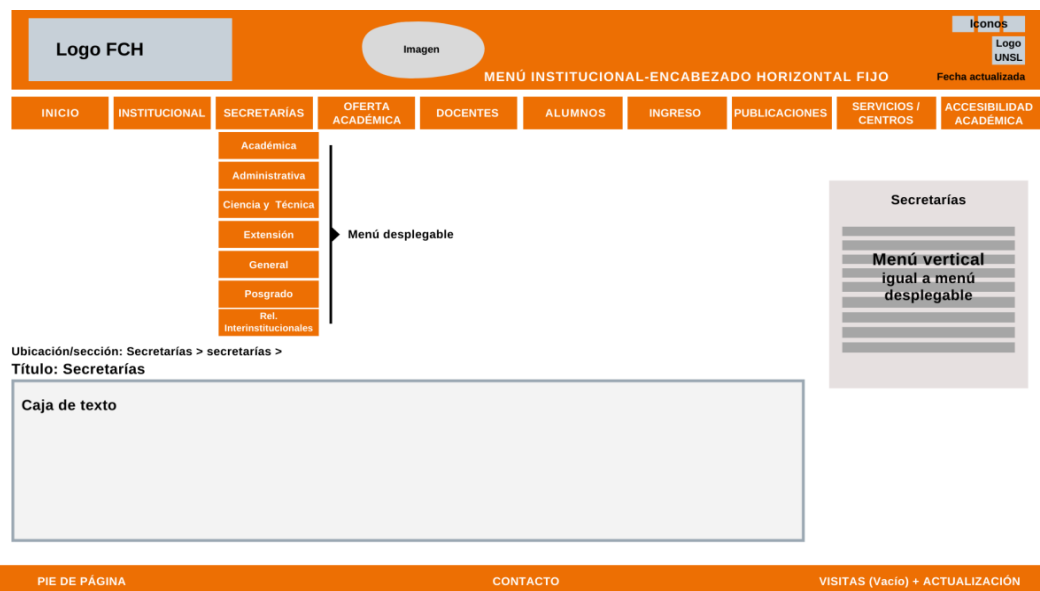 Logo FCH
Imagen
Iconos
Logo
UNSL
MENÚ INSTITUCIONAL-ENCABEZADO HORIZONTAL FIJO
Fecha actualizada
INICIO
INSTITUCIONAL
SECRETARÍAS
OFERTA
ACADÉMICA
DOCENTES
ALUMNOS
INGRESO
PUBLICACIONES
SERVICIOS /
CENTROS
ACCESIBILIDAD
ACADÉMICA
Académica
Administrativa
Ciencia y Técnica
Extensión
General
Posgrado
Rel.
Interinstitucionales
Menú desplegable
Secretarías
Menú vertical
igual a menú
desplegable
Ubicación/sección: Secretarías > secretarías >
Título: Secretarías
Caja de texto
PIE DE PÁGINA
CONTACTO
VISITAS (Vacío) + ACTUALIZACIÓN